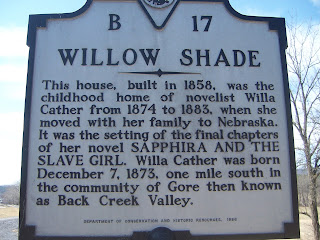 B 17
WILLOW SHADE
This house, built in 1858, was the
childhood home of novelist Willa
Cather from 1874 to 1883, when she
moved with her family to Nebraska.
It was the setting of the final chapters
of her novel SAPPHIRA AND THE
SLAVE GIRL. Willa Cather was born
December 7, 1873, one mile south in
the community of Gore then known
as Back Creek Valley.
DEPARTMENT OF CONSERVATION AND HISTORIC RESOURCES,